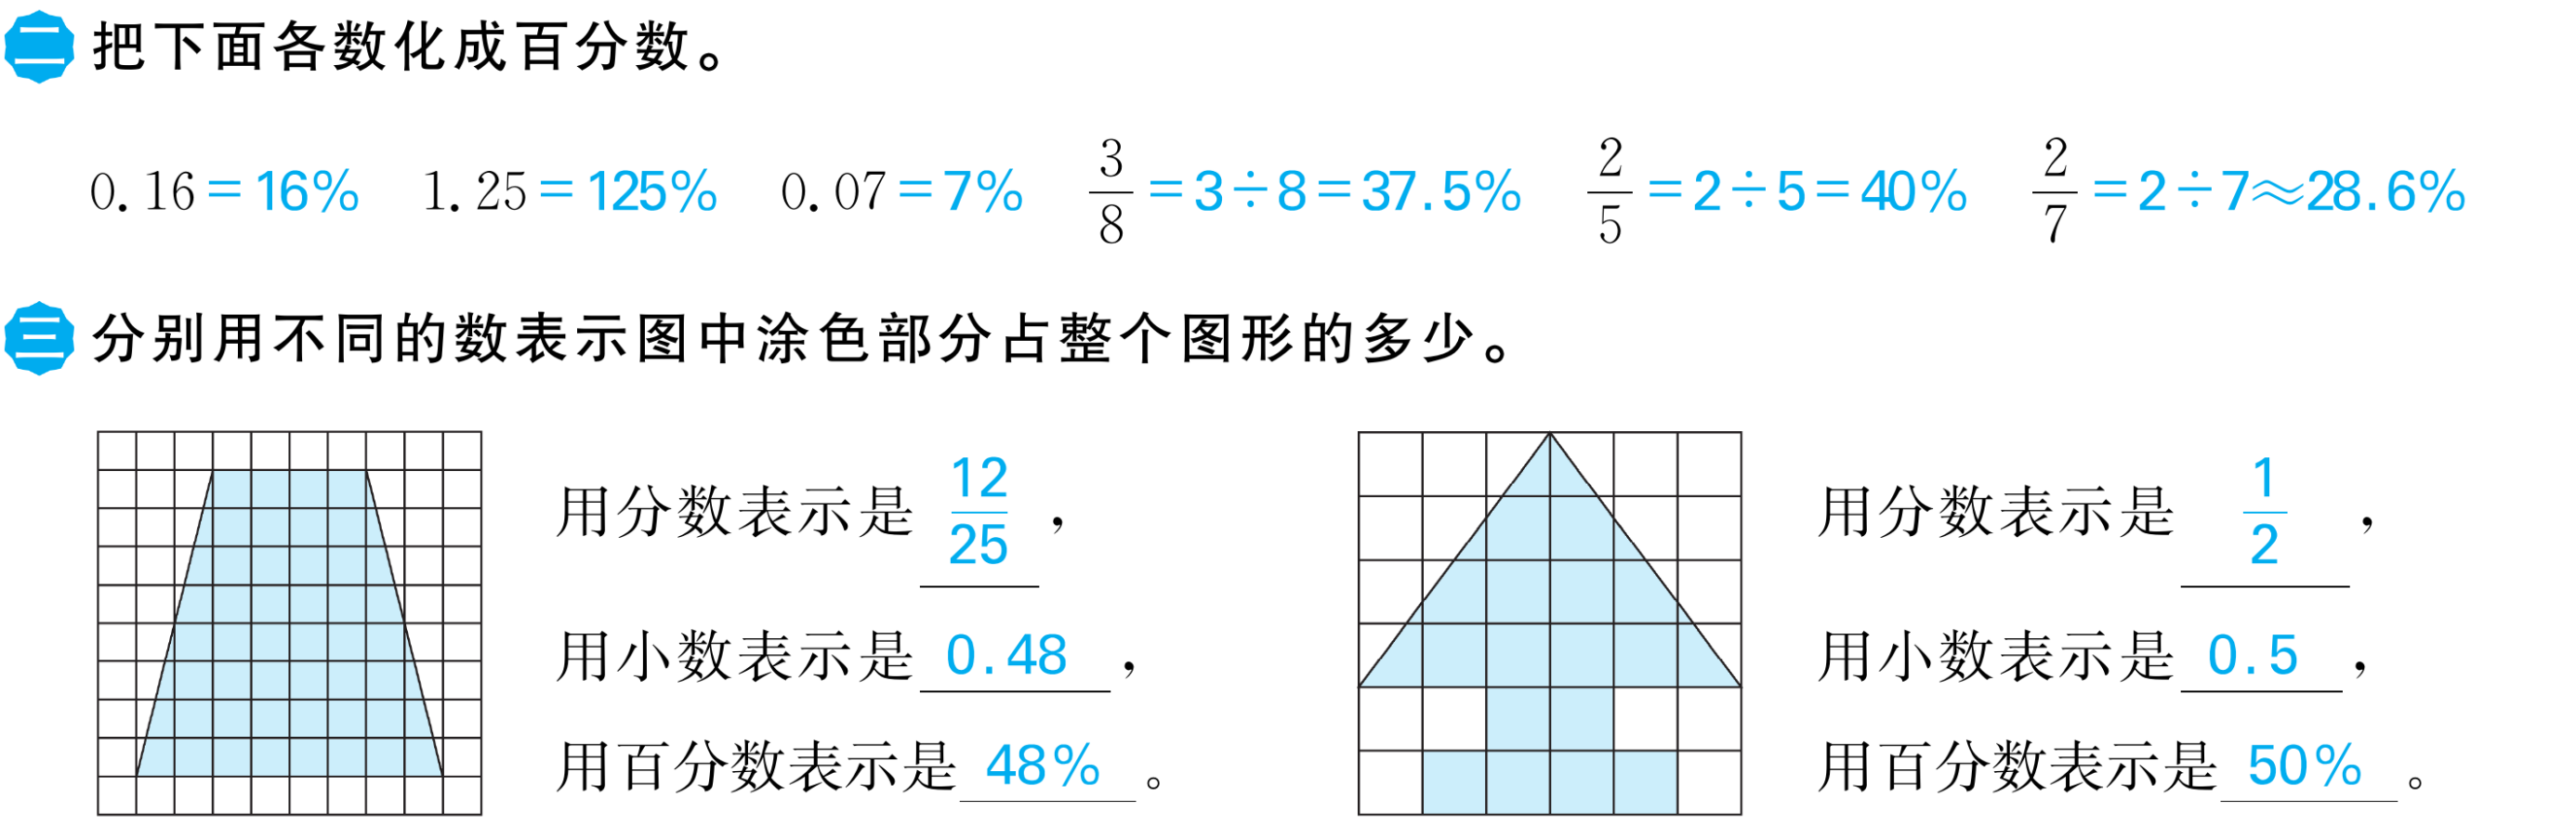 二 把下面各数化成百分数。
0.16=16% 1.25=125% 0.07=7% 3/8=3÷8=37.5% 2/5=2÷5=40% 2/7=2÷7≈28.6%
三 分别用不同的数表示图中涂色部分占整个图形的多少。
用分数表示是 12/25 ，
用小数表示是 0.48 ，
用百分数表示是 48% 。
用分数表示是 1/2 ，
用小数表示是 0.5 ，
用百分数表示是 50% 。